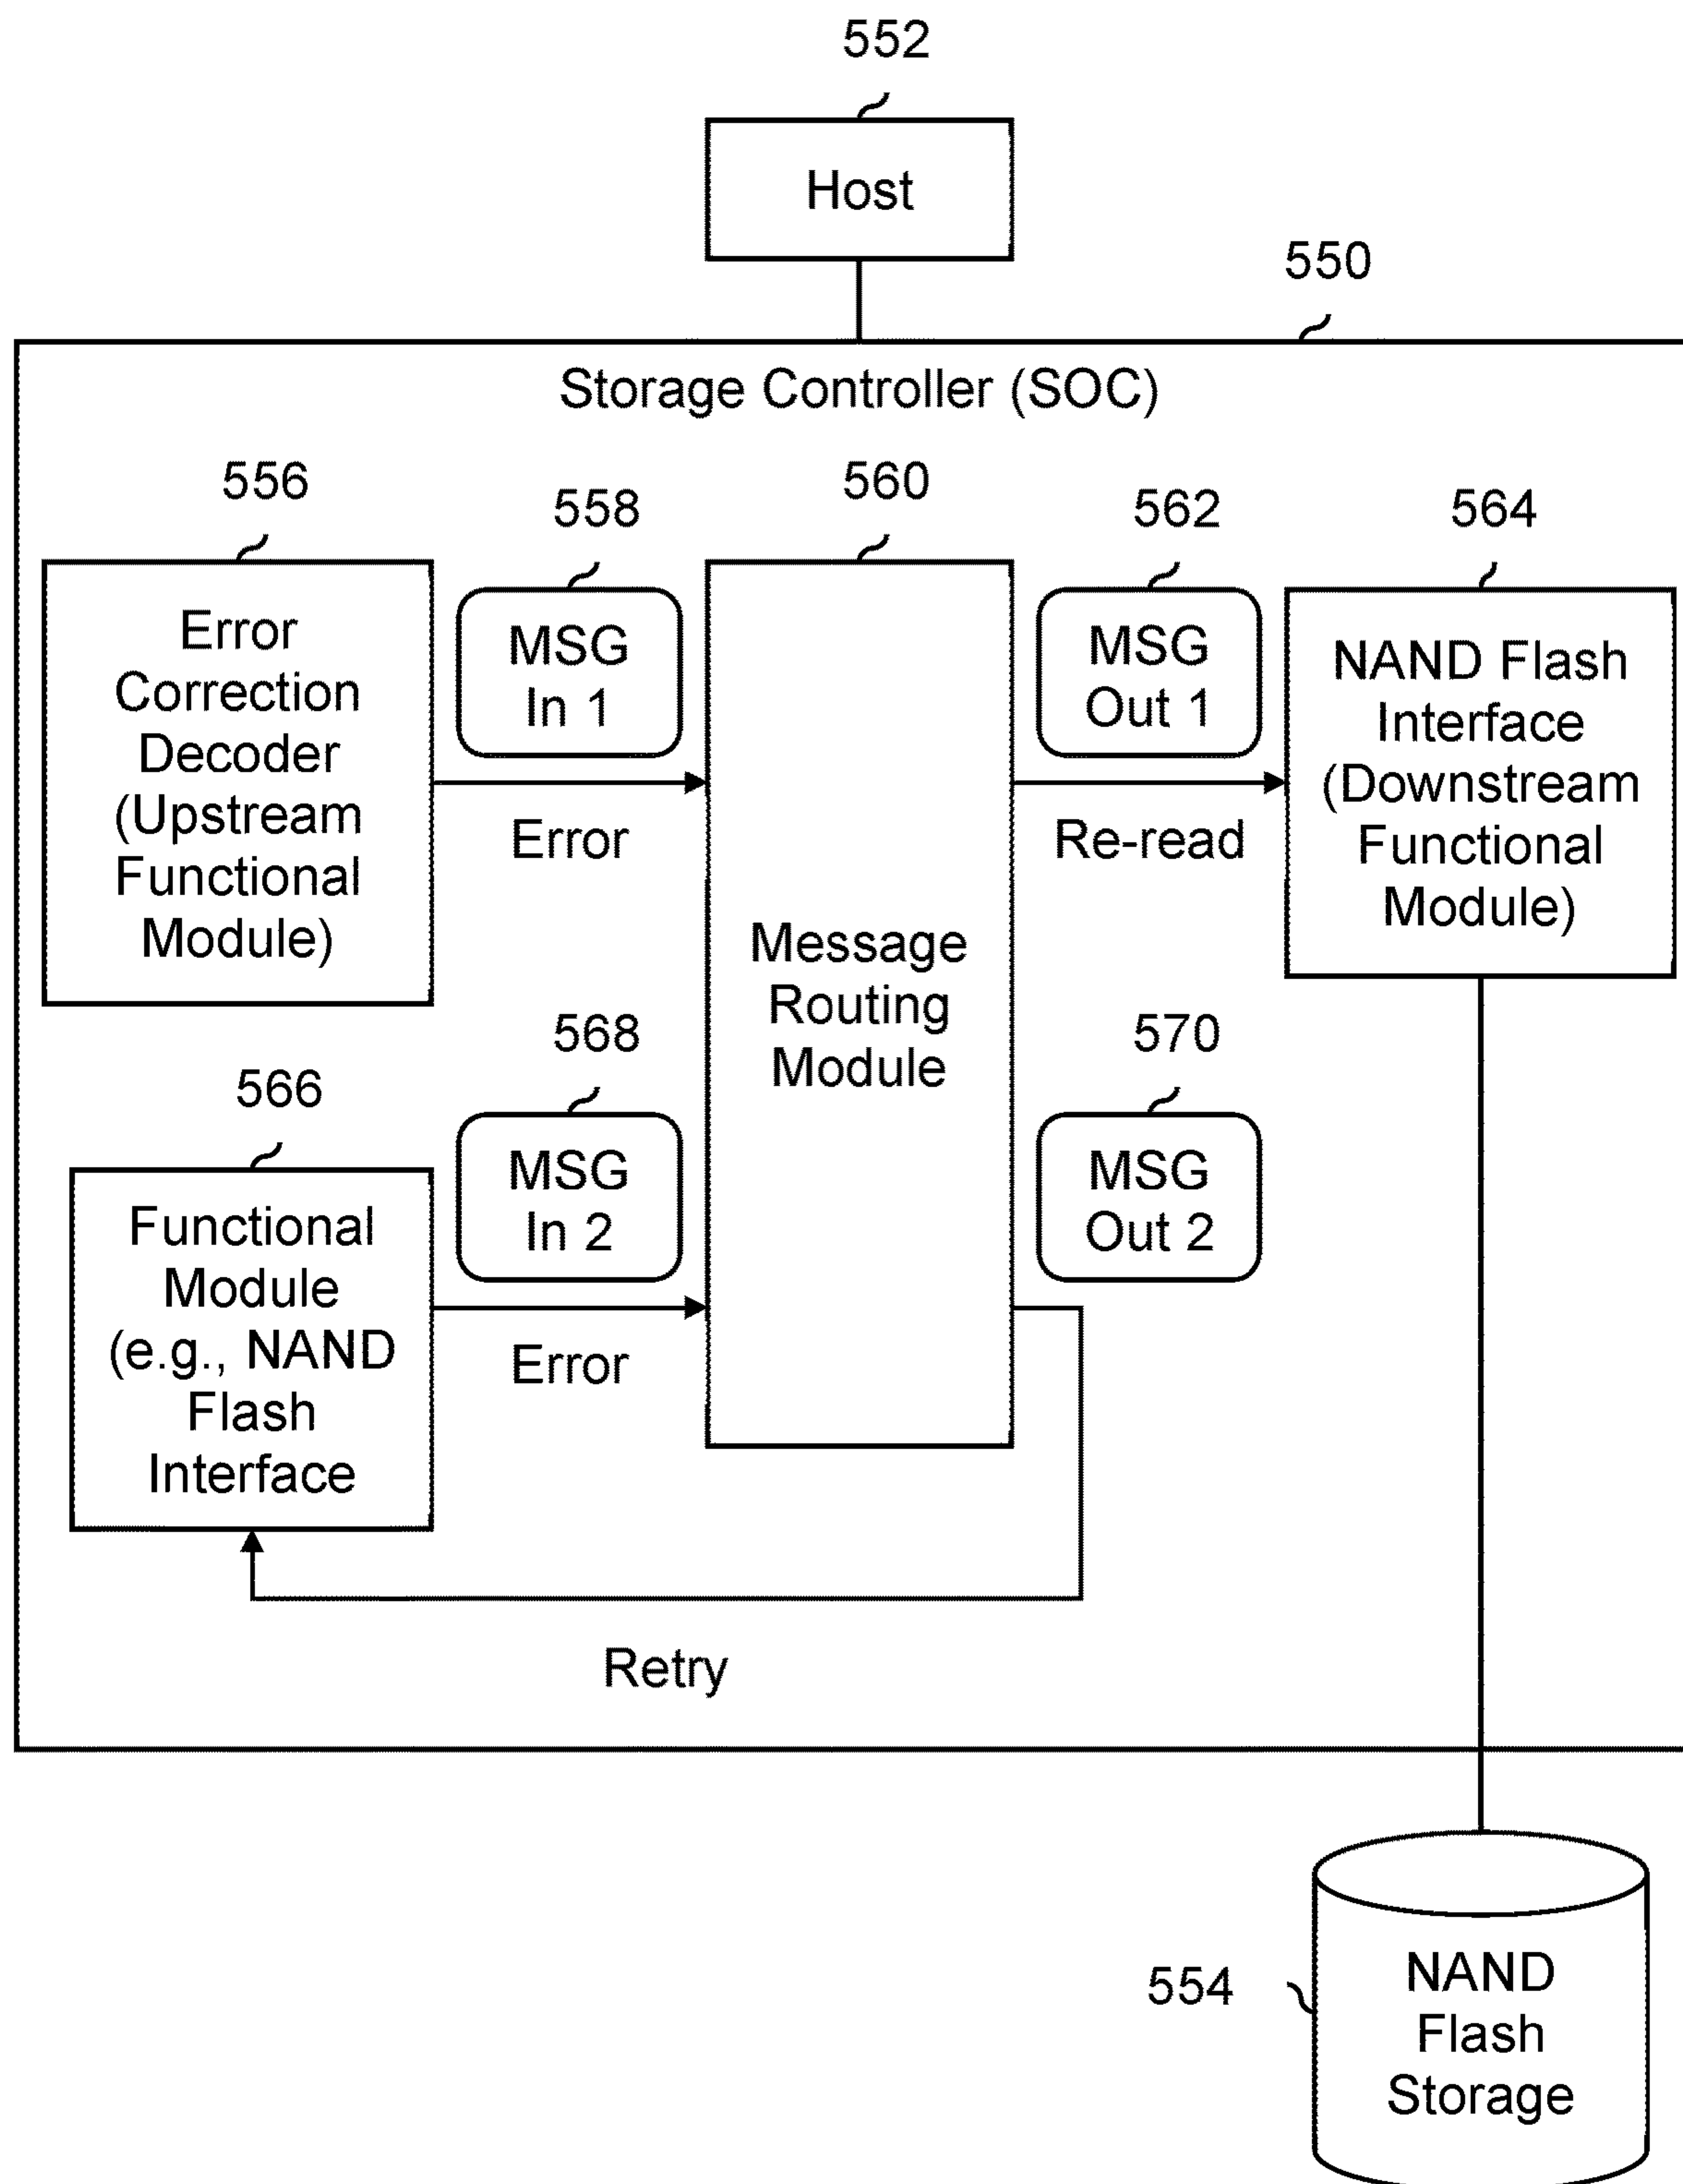 552
Host
550
Storage Controller (SOC)
556
558
560
562
564
Error
Correction
Decoder
(Upstream
Functional
Module)
MSG
In 1
Error
MSG
Out 1
Re-read
NAND Flash
Interface
(Downstream
Functional
Module)
Message
Routing
Module
566
568
570
Functional
Module
(e.g., NAND
Flash
Interface
MSG
In 2
Error
MSG
Out 2
Retry
554
NAND
Flash
Storage